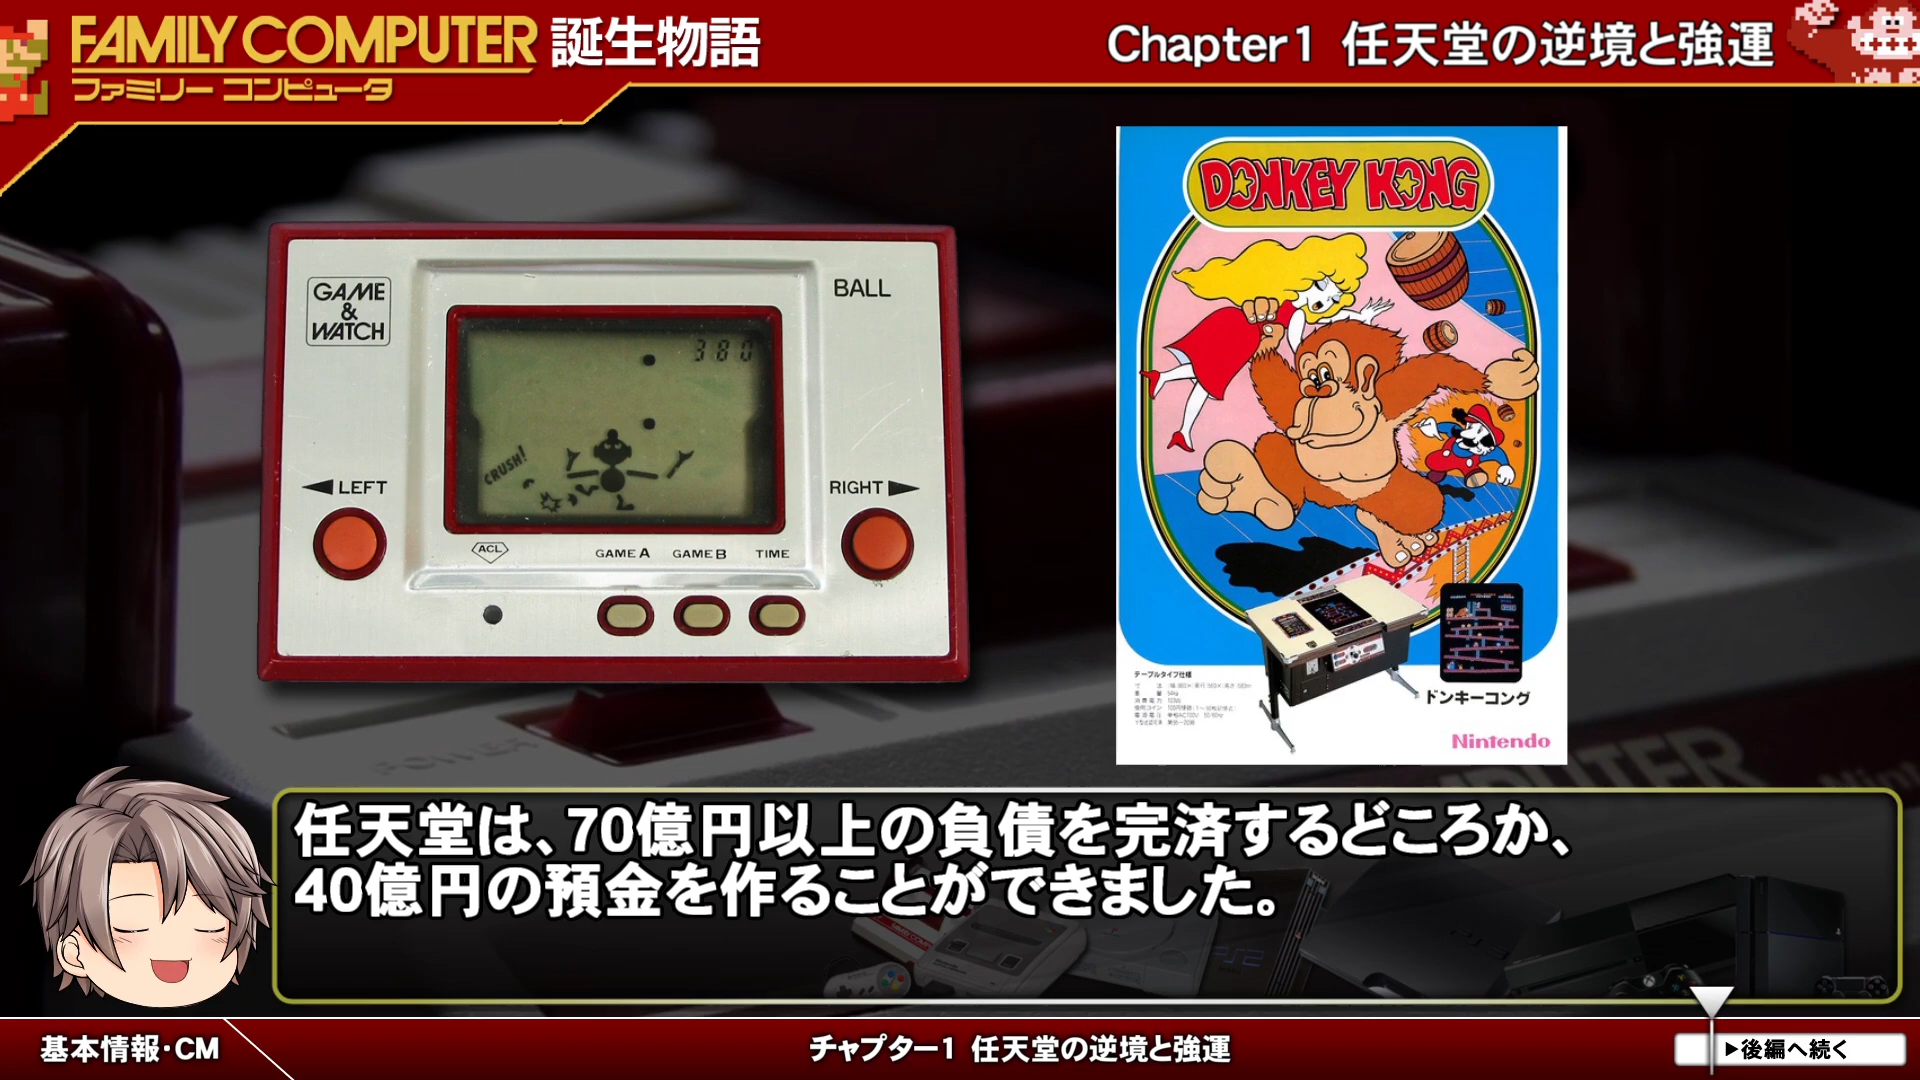 FAMILY COMPUTER 誕生物語
ファミリー コンピュータ
Chapter1 任天堂の逆境と強運
GAME
&
WATCH
BALL
380
CRUSH!
LEFT
RIGHT
ACL
GAME A
GAME B
TIME
DONKEY KONG
テーブルタイプ仕様
ドンキーコング
Nintendo
POWER
任天堂は、70億円以上の負債を完済するどころか、
40億円の預金を作ることができました。
基本情報・CM
チャプター1 任天堂の逆境と強運
▶後編へ続く